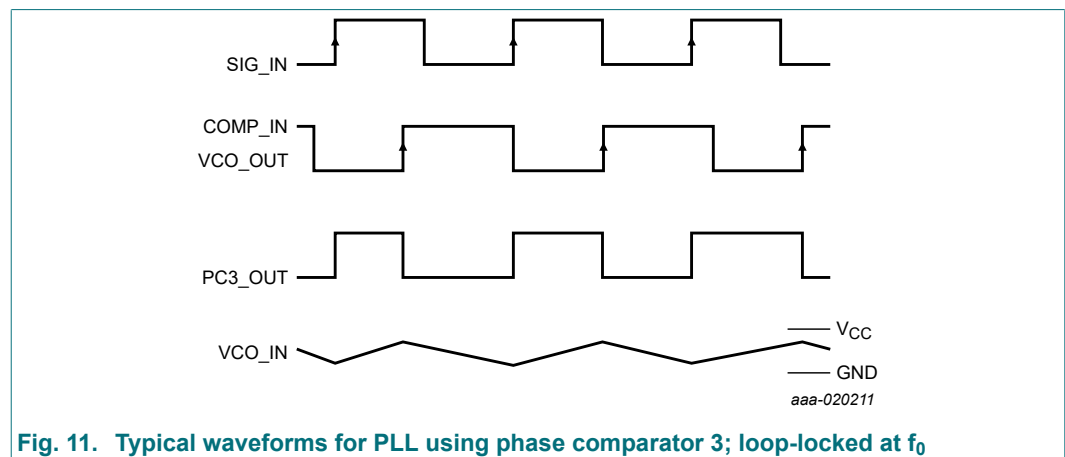 SIG_IN
COMP_IN
VCO_OUT
PC3_OUT
VCO_IN
VCC
GND
aaa-020211
Fig. 11. Typical waveforms for PLL using phase comparator 3; loop-locked at f0